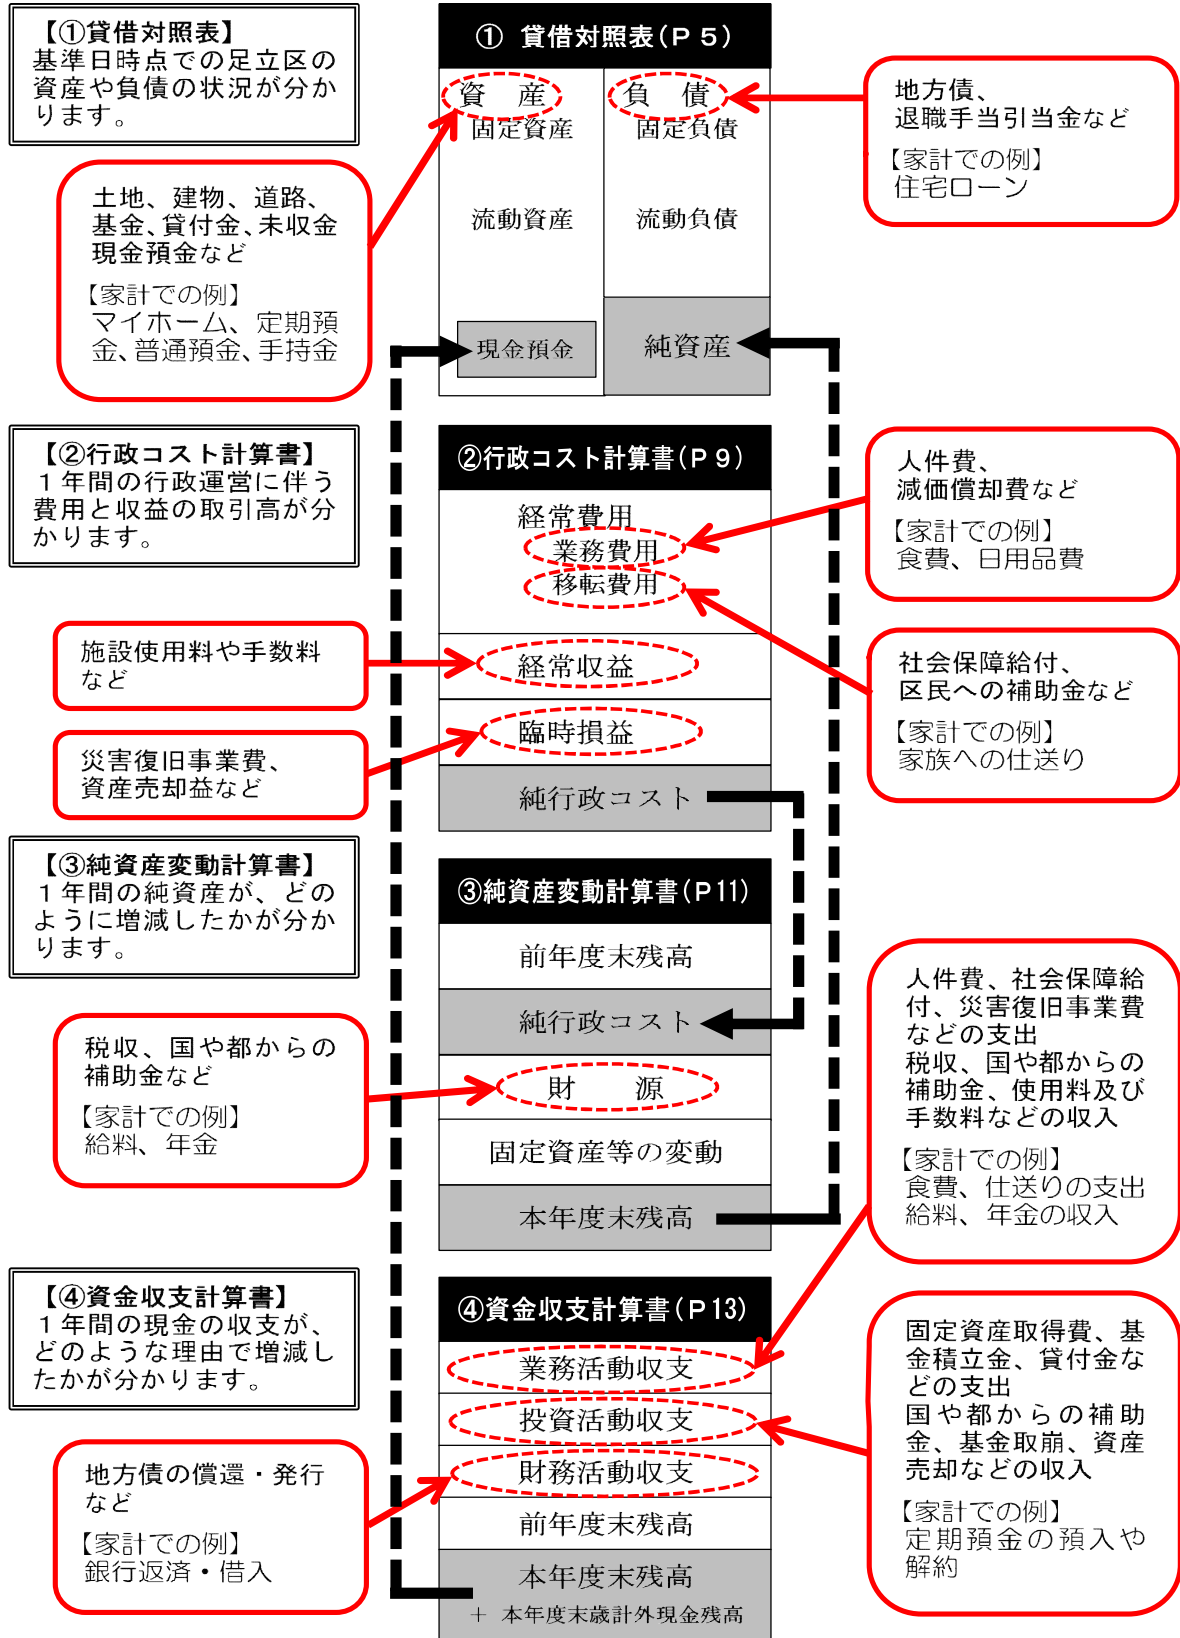 【①貸借対照表】
基準日時点での足立区の
資産や負債の状況が分か
ります。
① 貸借対照表(P 5)
資　産
固定資産
流動資産
現金預金
負　債
固定負債
流動負債
純資産
地方債、
退職手当引当金など
【家計での例】
住宅ローン
土地、建物、道路、
基金、貸付金、未収金
現金預金など
【家計での例】
マイホーム、定期預
金、普通預金、手持金
【②行政コスト計算書】
１年間の行政運営に伴う
費用と収益の取引高が分
かります。
②行政コスト計算書(P 9)
経常費用
業務費用
移転費用
経常収益
臨時損益
純行政コスト
人件費、
減価償却費など
【家計での例】
食費、日用品費
社会保障給付、
区民への補助金など
【家計での例】
家族への仕送り
施設使用料や手数料
など
災害復旧事業費、
資産売却益など
【③純資産変動計算書】
１年間の純資産が、どの
ように増減したかが分か
ります。
③純資産変動計算書(P11)
前年度末残高
純行政コスト
財　源
固定資産等の変動
本年度末残高
税収、国や都からの
補助金など
【家計での例】
給料、年金
人件費、社会保障給
付、災害復旧事業費
などの支出
税収、国や都からの
補助金、使用料及び
手数料などの収入
【家計での例】
食費、仕送りの支出
給料、年金の収入
【④資金収支計算書】
１年間の現金の収支が、
どのような理由で増減し
たかが分かります。
④資金収支計算書(P13)
業務活動収支
投資活動収支
財務活動収支
前年度末残高
本年度末残高
＋ 本年度末歳計外現金残高
固定資産取得費、基
金積立金、貸付金な
どの支出
国や都からの補助
金、基金取崩、資産
売却などの収入
【家計での例】
定期預金の預入や
解約
地方債の償還・発行
など
【家計での例】
銀行返済・借入